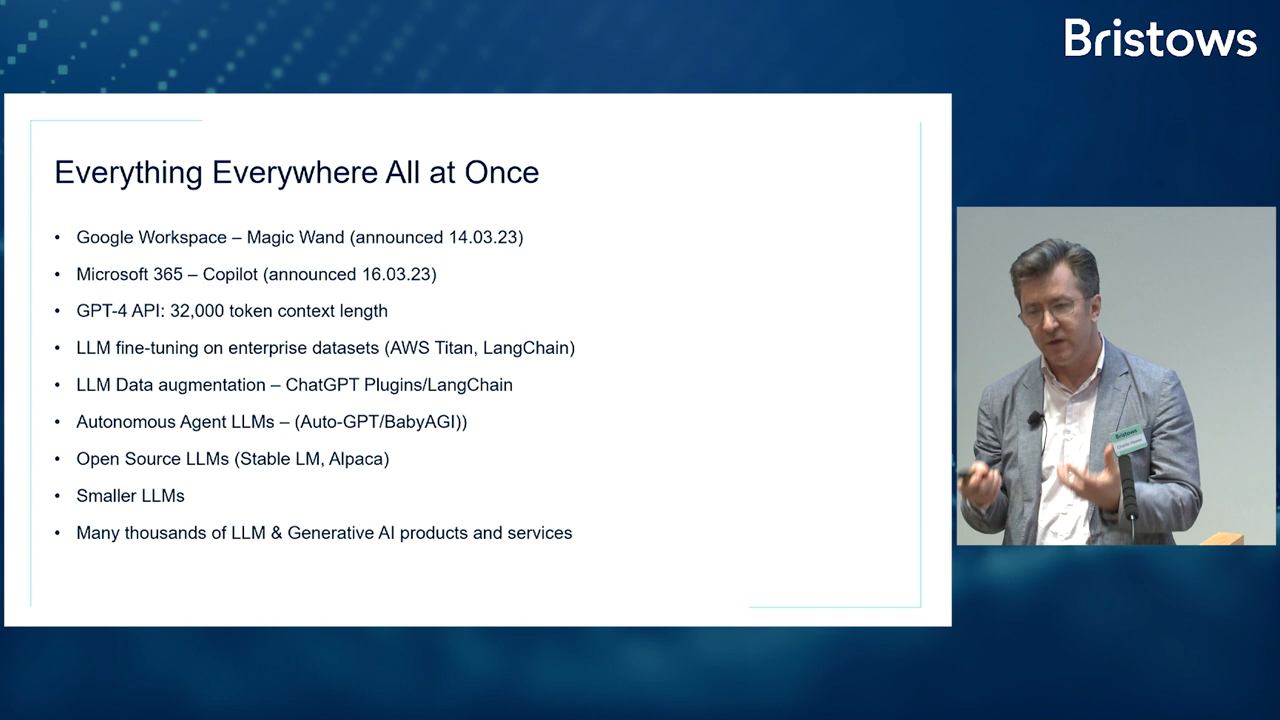 Bristows
Everything Everywhere All at Once
• Google Workspace – Magic Wand (announced 14.03.23)
• Microsoft 365 – Copilot (announced 16.03.23)
• GPT-4 API: 32,000 token context length
• LLM fine-tuning on enterprise datasets (AWS Titan, LangChain)
• LLM Data augmentation – ChatGPT Plugins/LangChain
• Autonomous Agent LLMs – (Auto-GPT/BabyAGI))
• Open Source LLMs (Stable LM, Alpaca)
• Smaller LLMs
• Many thousands of LLM & Generative AI products and services
Bristows